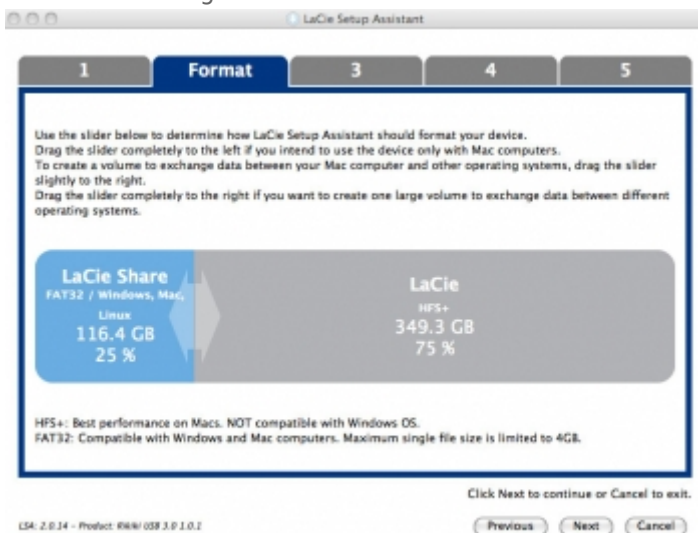 LaCie Setup Assistant
1 Format 3 4 5
Use the slider below to determine how LaCie Setup Assistant should format your device.
Drag the slider completely to the left if you intend to use the device only with Mac computers.
To create a volume to exchange data between your Mac computer and other operating systems, drag the slider
slightly to the right.
Drag the slider completely to the right if you want to create one large volume to exchange data between different
operating systems.
LaCie Share
FAT32 / Windows, Mac,
Linux
116.4 GB
25 %
LaCie
HFS+
349.3 GB
75 %
HFS+: Best performance on Macs. NOT compatible with Windows OS.
FAT32: Compatible with Windows and Mac computers. Maximum single file size is limited to 4GB.
Click Next to continue or Cancel to exit.
LSA: 2.0.14 - Product: Rikiki USB 3.0 1.0.1
Previous Next Cancel